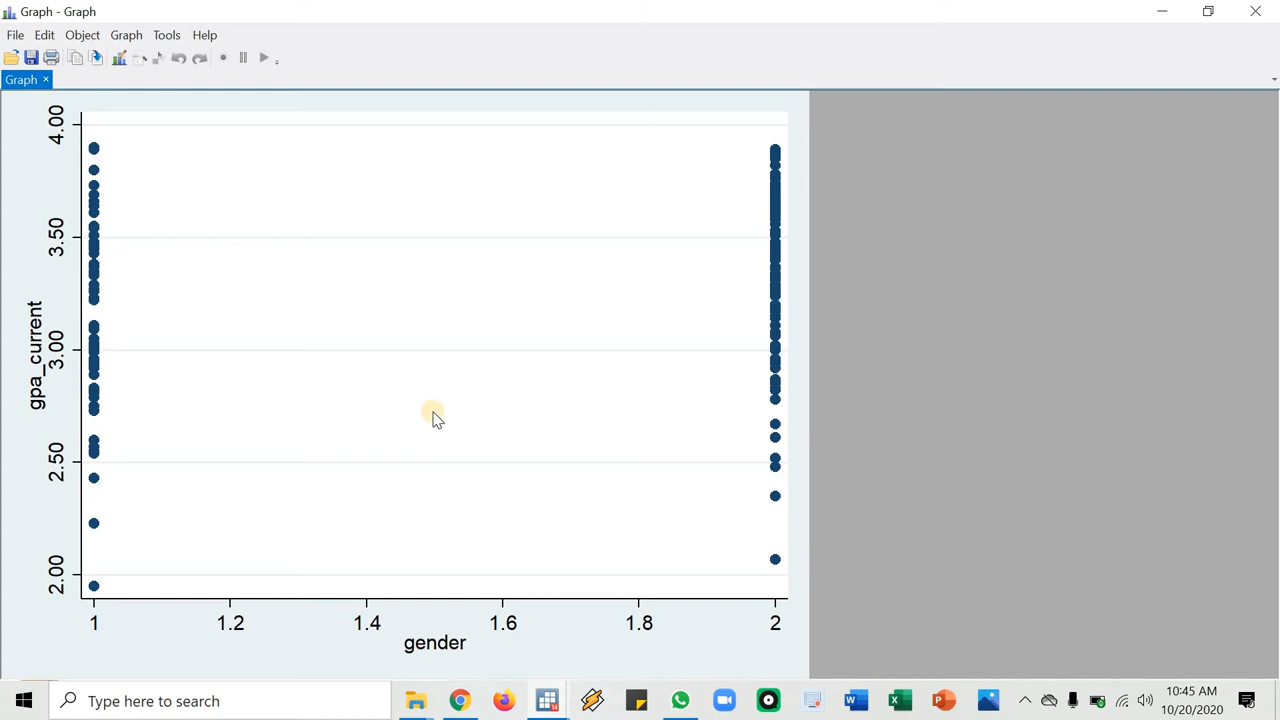 Graph - Graph
File Edit Object Graph Tools Help
Graph ×
4.00
3.50
3.00
2.50
2.00
gpa_current
1 1.2 1.4 1.6 1.8 2
gender
Type here to search
10:45 AM
10/20/2020